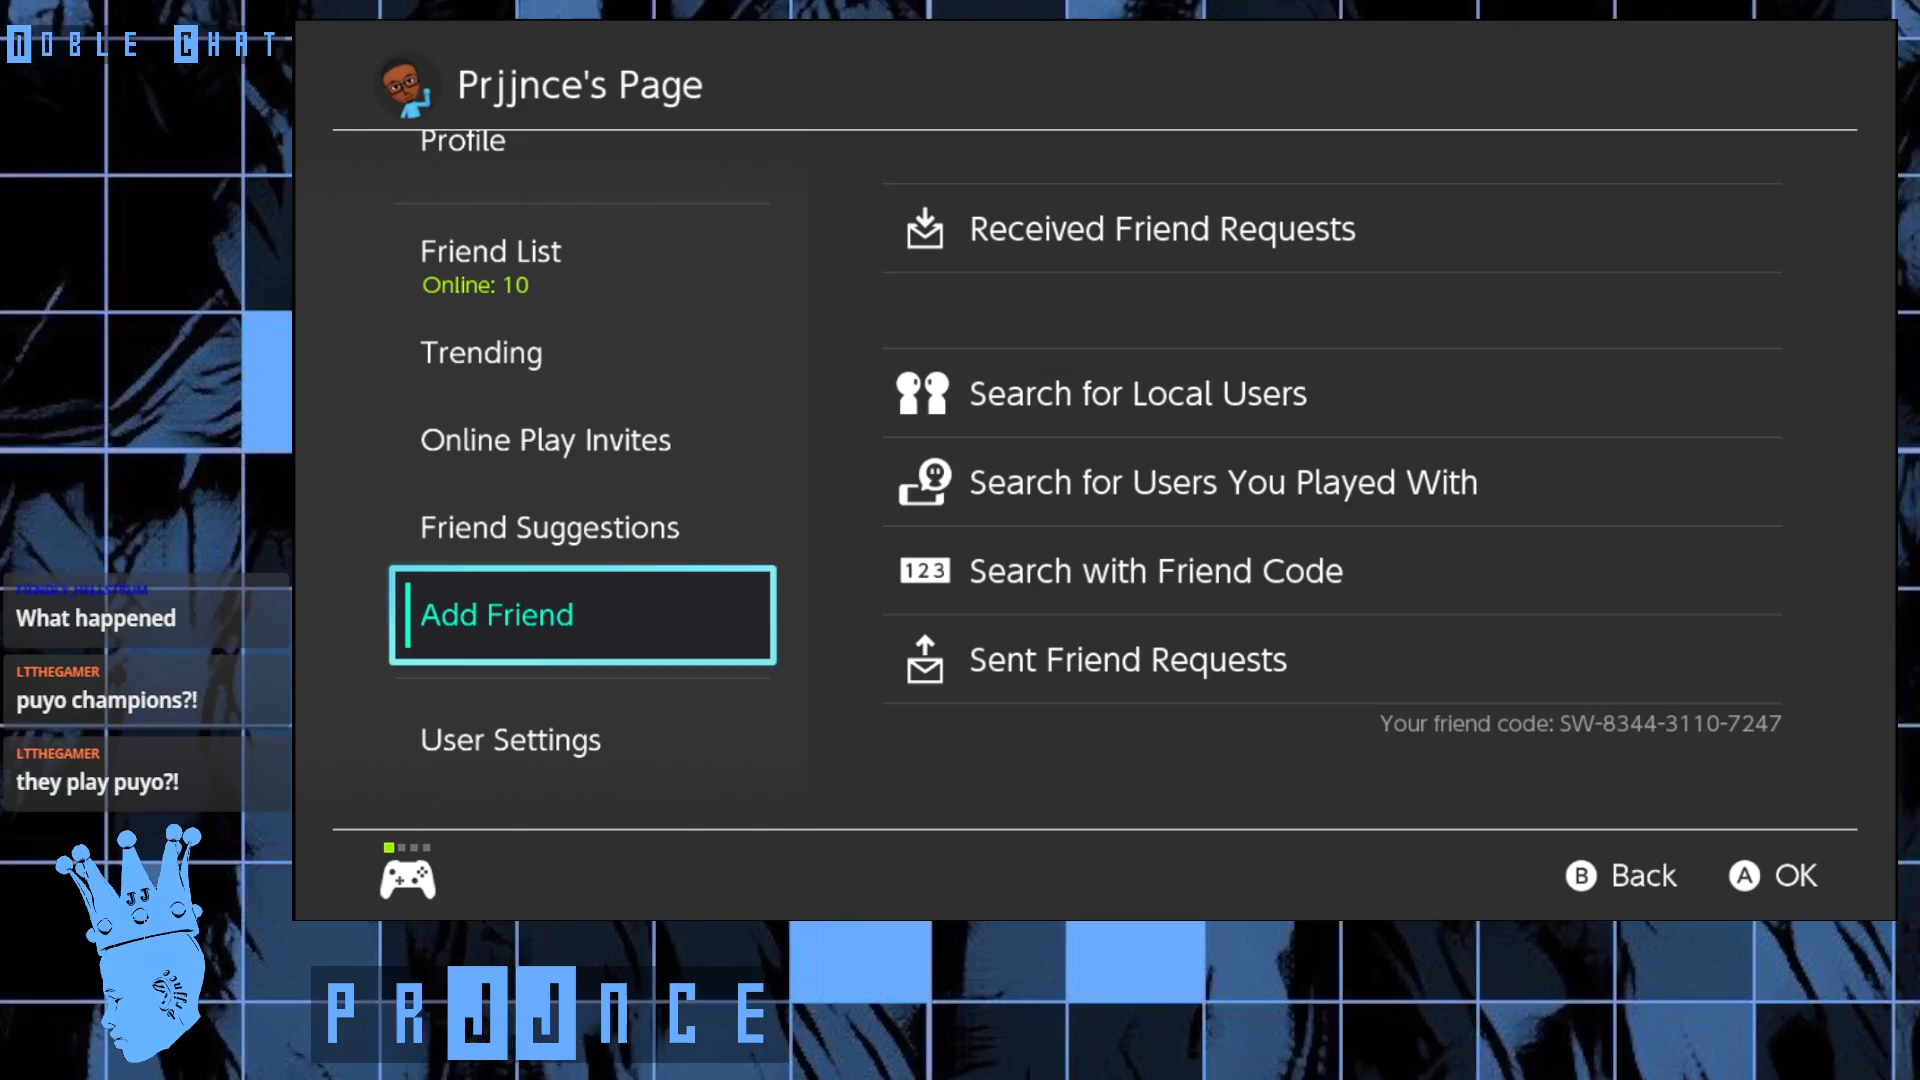 NOBLE CHAT
Prjjnce's Page
Profile
Friend List
Online: 10
Trending
Online Play Invites
Friend Suggestions
Add Friend
User Settings
Received Friend Requests
Search for Local Users
Search for Users You Played With
123 Search with Friend Code
Sent Friend Requests
Your friend code: SW-8344-3110-7247
B Back A OK
What happened
LTTHEGAMER
puyo champions?!
LTTHEGAMER
they play puyo?!
JJ
PRJJNCE